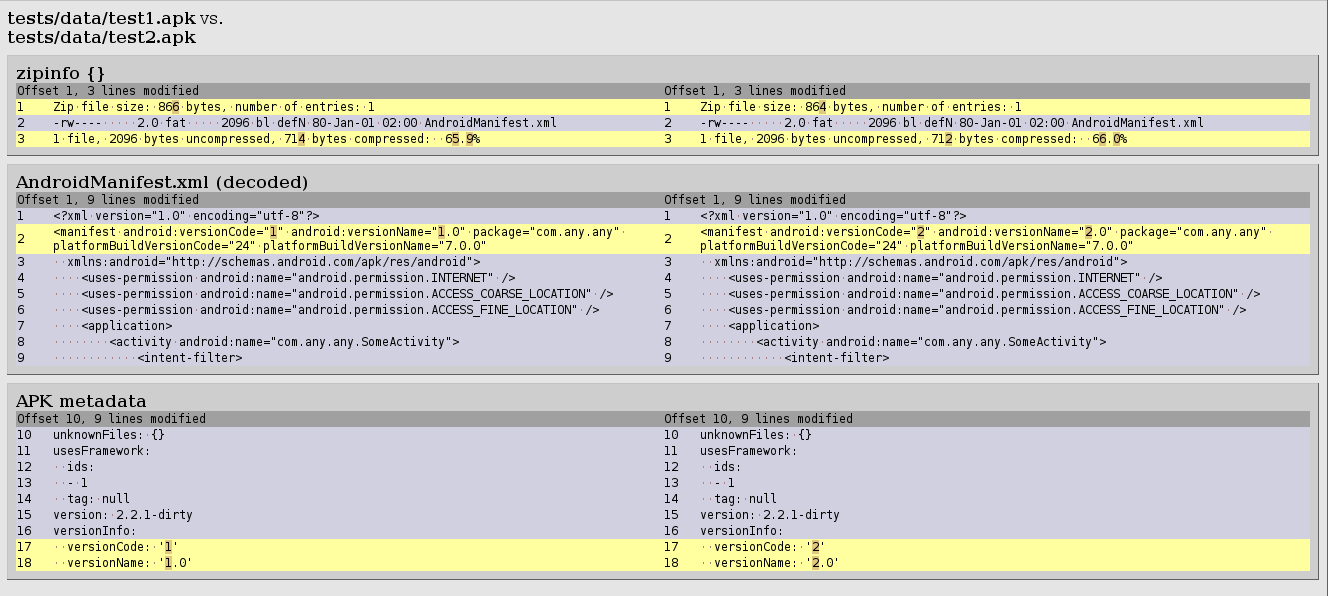 tests/data/test1.apk vs.
tests/data/test2.apk
zipinfo {}
Offset 1, 3 lines modified Offset 1, 3 lines modified
1 Zip·file·size:·866·bytes,·number·of·entries:·1 1 Zip·file·size:·864·bytes,·number·of·entries:·1
2 -rw----·····2.0·fat·····2096·bl·defN·80-Jan-01·02:00·AndroidManifest.xml 2 -rw----·····2.0·fat·····2096·bl·defN·80-Jan-01·02:00·AndroidManifest.xml
3 1·file,·2096·bytes·uncompressed,·714·bytes·compressed:··65.9% 3 1·file,·2096·bytes·uncompressed,·712·bytes·compressed:··66.0%
AndroidManifest.xml (decoded)
Offset 1, 9 lines modified Offset 1, 9 lines modified
1 <?xml·version="1.0"·encoding="utf-8"?> 1 <?xml·version="1.0"·encoding="utf-8"?>
2 <manifest·android:versionCode="1"·android:versionName="1.0"·package="com.any.any"· 2 <manifest·android:versionCode="2"·android:versionName="2.0"·package="com.any.any"·
platformBuildVersionCode="24"·platformBuildVersionName="7.0.0" platformBuildVersionCode="24"·platformBuildVersionName="7.0.0"
3 ··xmlns:android="http://schemas.android.com/apk/res/android"> 3 ··xmlns:android="http://schemas.android.com/apk/res/android">
4 ····<uses-permission·android:name="android.permission.INTERNET"·/> 4 ····<uses-permission·android:name="android.permission.INTERNET"·/>
5 ····<uses-permission·android:name="android.permission.ACCESS_COARSE_LOCATION"·/> 5 ····<uses-permission·android:name="android.permission.ACCESS_COARSE_LOCATION"·/>
6 ····<uses-permission·android:name="android.permission.ACCESS_FINE_LOCATION"·/> 6 ····<uses-permission·android:name="android.permission.ACCESS_FINE_LOCATION"·/>
7 ····<application> 7 ····<application>
8 ········<activity·android:name="com.any.any.SomeActivity"> 8 ········<activity·android:name="com.any.any.SomeActivity">
9 ············<intent-filter> 9 ············<intent-filter>
APK metadata
Offset 10, 9 lines modified Offset 10, 9 lines modified
10 unknownFiles:·{} 10 unknownFiles:·{}
11 usesFramework: 11 usesFramework:
12 ··ids: 12 ··ids:
13 ··-·1 13 ··-·1
14 ··tag:·null 14 ··tag:·null
15 version:·2.2.1-dirty 15 version:·2.2.1-dirty
16 versionInfo: 16 versionInfo:
17 ··versionCode:·'1' 17 ··versionCode:·'2'
18 ··versionName:·'1.0' 18 ··versionName:·'2.0'